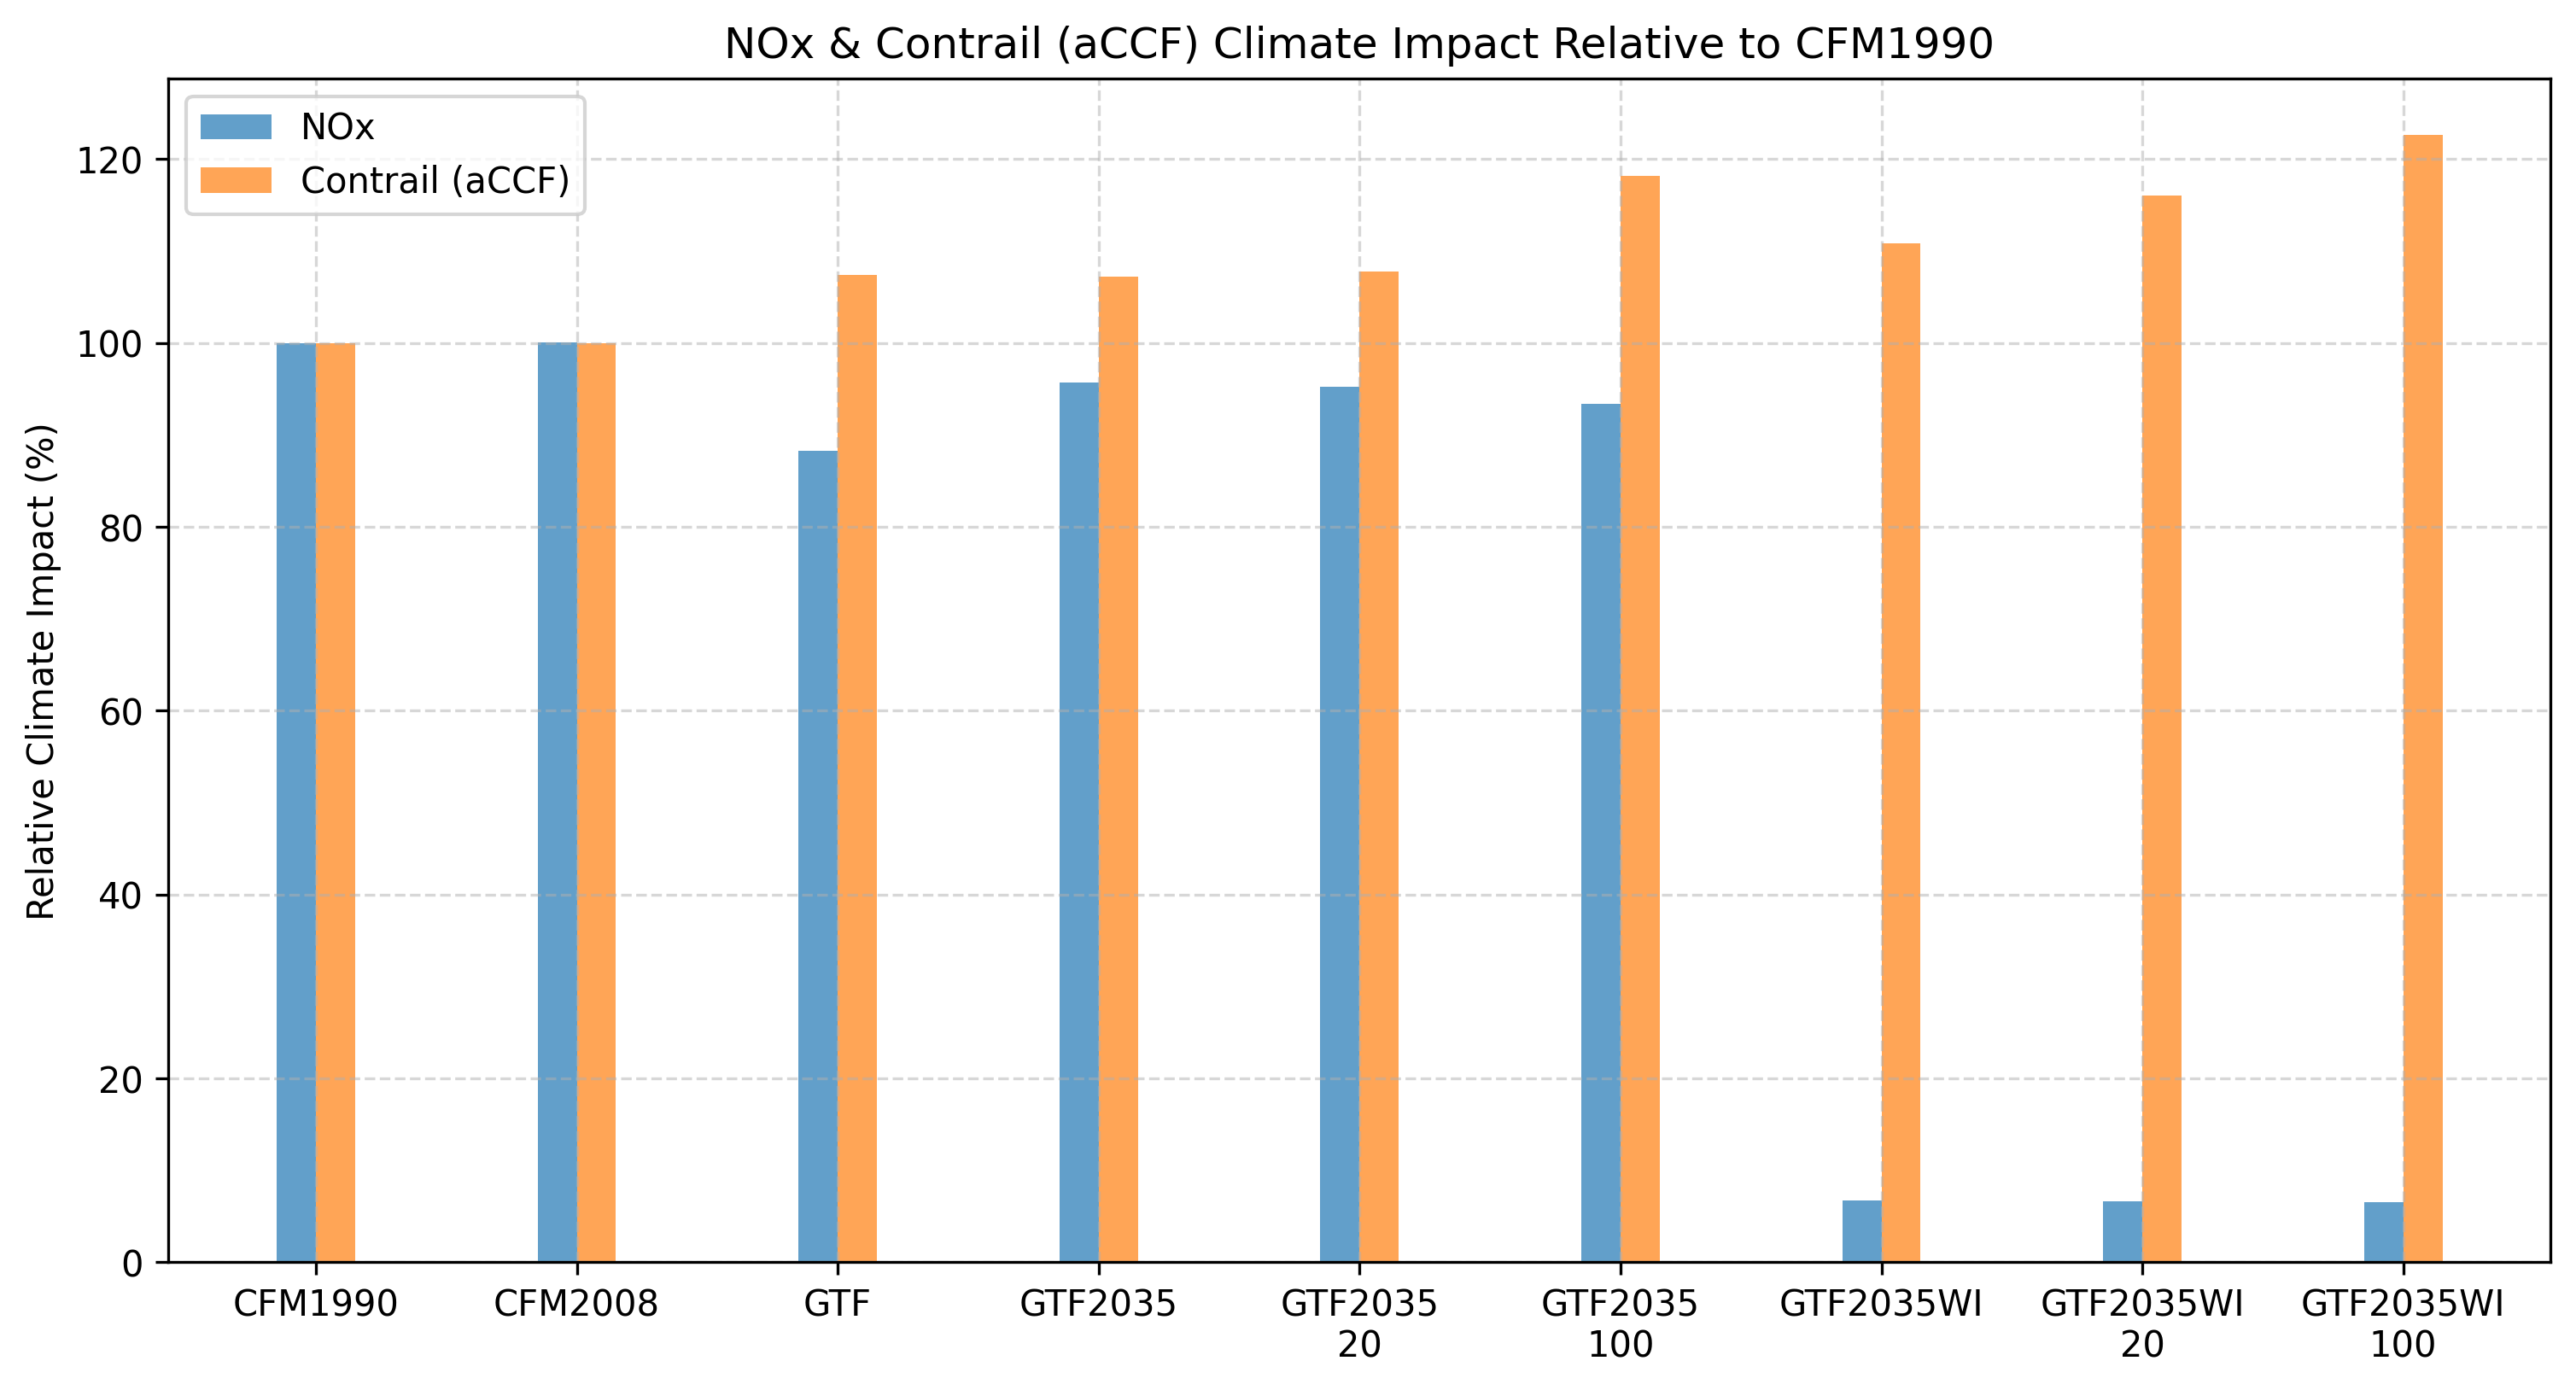 NOx & Contrail (aCCF) Climate Impact Relative to CFM1990
NOx
Contrail (aCCF)
Relative Climate Impact (%)
120
100
80
60
40
20
0
CFM1990
CFM2008
GTF
GTF2035
GTF2035
20
GTF2035
100
GTF2035WI
GTF2035WI
20
GTF2035WI
100